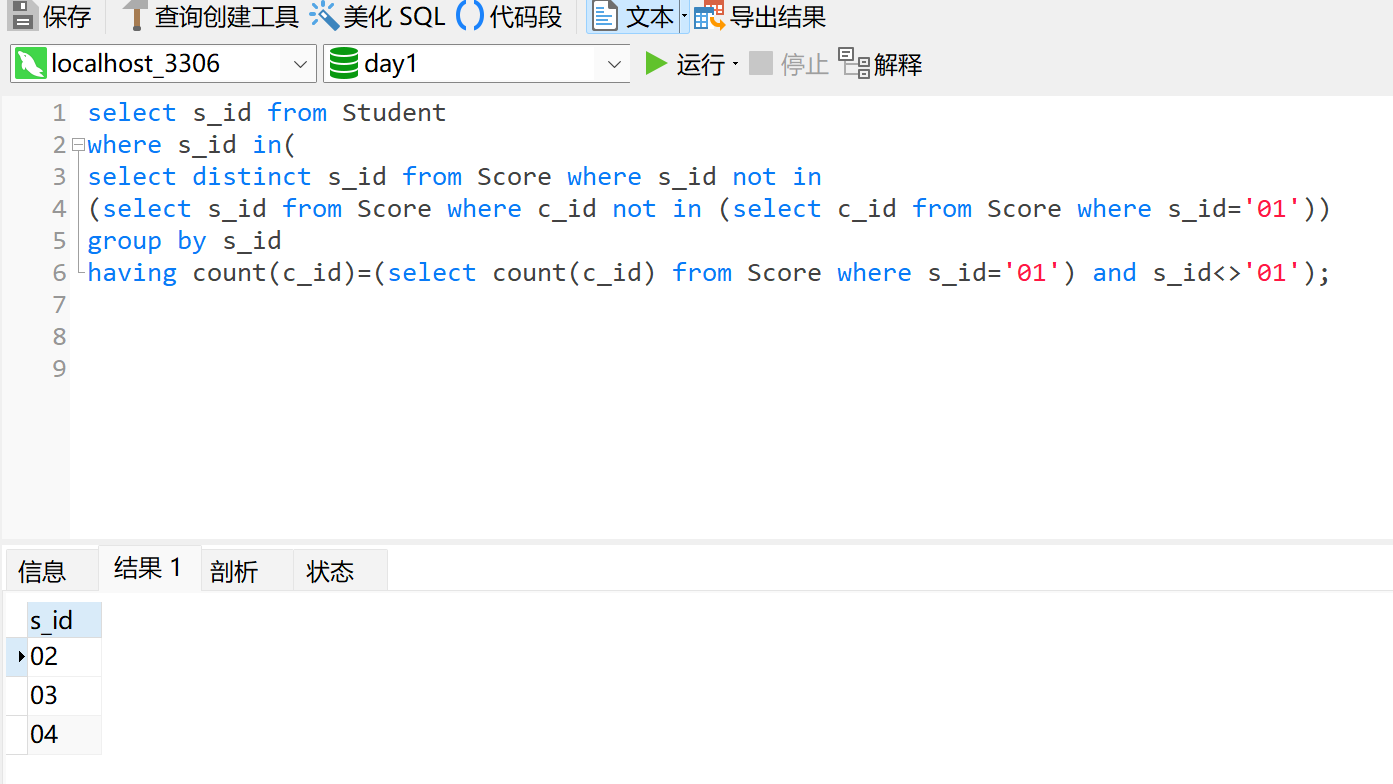 保存 查询创建工具 美化 SQL 代码段 文本 导出结果
localhost_3306 day1 运行 停止 解释
1 select s_id from Student
2 where s_id in(
3 select distinct s_id from Score where s_id not in
4 (select s_id from Score where c_id not in (select c_id from Score where s_id='01'))
5 group by s_id
6 having count(c_id)=(select count(c_id) from Score where s_id='01') and s_id<>'01');
7
8
9
信息 结果 1 剖析 状态
s_id
02
03
04